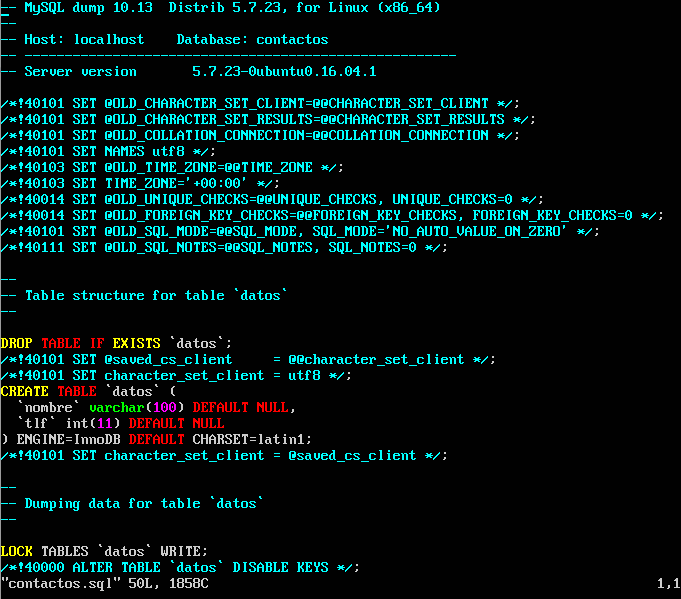 -- MySQL dump 10.13  Distrib 5.7.23, for Linux (x86_64)
--
-- Host: localhost    Database: contactos
-- ------------------------------------------------------
-- Server version       5.7.23-0ubuntu0.16.04.1

/*!40101 SET @OLD_CHARACTER_SET_CLIENT=@@CHARACTER_SET_CLIENT */;
/*!40101 SET @OLD_CHARACTER_SET_RESULTS=@@CHARACTER_SET_RESULTS */;
/*!40101 SET @OLD_COLLATION_CONNECTION=@@COLLATION_CONNECTION */;
/*!40101 SET NAMES utf8 */;
/*!40103 SET @OLD_TIME_ZONE=@@TIME_ZONE */;
/*!40103 SET TIME_ZONE='+00:00' */;
/*!40014 SET @OLD_UNIQUE_CHECKS=@@UNIQUE_CHECKS, UNIQUE_CHECKS=0 */;
/*!40014 SET @OLD_FOREIGN_KEY_CHECKS=@@FOREIGN_KEY_CHECKS, FOREIGN_KEY_CHECKS=0 */;
/*!40101 SET @OLD_SQL_MODE=@@SQL_MODE, SQL_MODE='NO_AUTO_VALUE_ON_ZERO' */;
/*!40111 SET @OLD_SQL_NOTES=@@SQL_NOTES, SQL_NOTES=0 */;

--
-- Table structure for table `datos`
--

DROP TABLE IF EXISTS `datos`;
/*!40101 SET @saved_cs_client     = @@character_set_client */;
/*!40101 SET character_set_client = utf8 */;
CREATE TABLE `datos` (
  `nombre` varchar(100) DEFAULT NULL,
  `tlf` int(11) DEFAULT NULL
) ENGINE=InnoDB DEFAULT CHARSET=latin1;
/*!40101 SET character_set_client = @saved_cs_client */;

--
-- Dumping data for table `datos`
--

LOCK TABLES `datos` WRITE;
/*!40000 ALTER TABLE `datos` DISABLE KEYS */;
"contactos.sql" 50L, 1858C 1,1